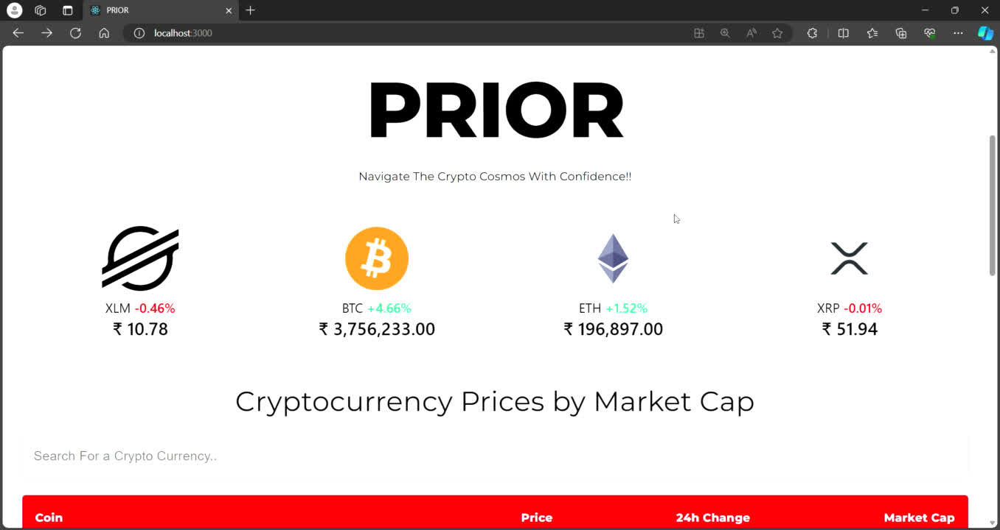 PRIOR
localhost:3000
PRIOR
Navigate The Crypto Cosmos With Confidence!!
XLM -0.46%
₹ 10.78
BTC +4.66%
₹ 3,756,233.00
ETH +1.52%
₹ 196,897.00
XRP -0.01%
₹ 51.94
Cryptocurrency Prices by Market Cap
Search For a Crypto Currency..
Coin Price 24h Change Market Cap